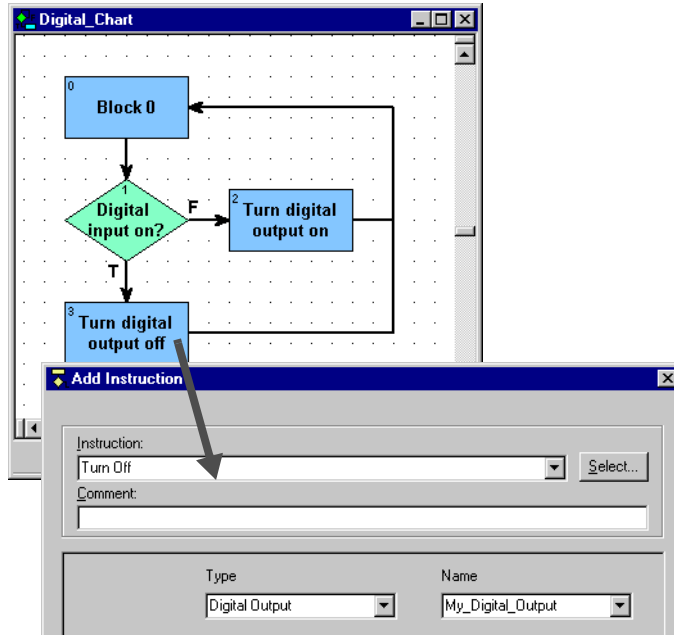 Digital_Chart
0
Block 0
1
Digital
input on?
F
2
Turn digital
output on
T
3
Turn digital
output off
Add Instruction
Instruction:
Turn Off
Select...
Comment:
Type
Name
Digital Output
My_Digital_Output